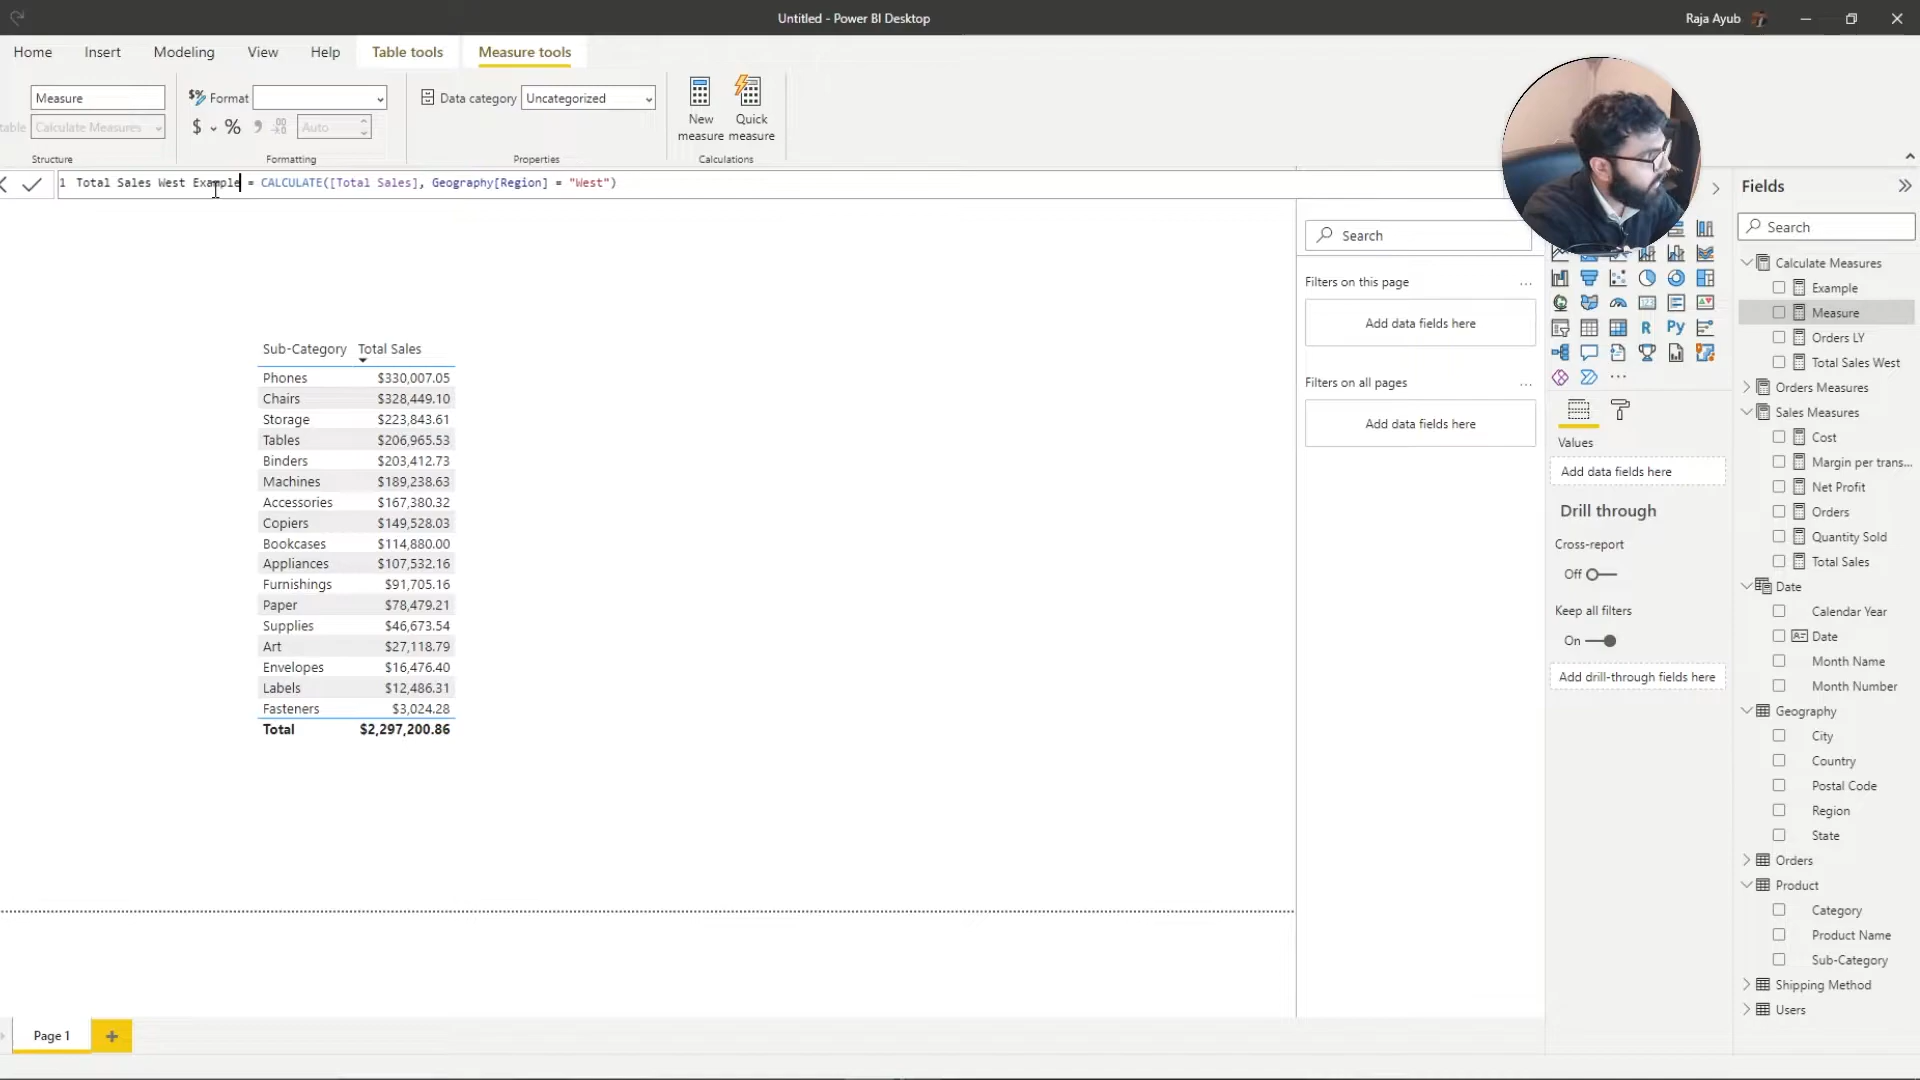 Untitled - Power BI Desktop
Raja Ayub
Home Insert Modeling View Help Table tools Measure tools
Measure
Format
Data category Uncategorized
New measure
Quick measure
table Calculate Measures
$ % Auto
Structure
Formatting
Properties
Calculations
1 Total Sales West Example = CALCULATE([Total Sales], Geography[Region] = "West")
Sub-Category Total Sales
Phones $330,007.05
Chairs $328,449.10
Storage $223,843.61
Tables $206,965.53
Binders $203,412.73
Machines $189,238.63
Accessories $167,380.32
Copiers $149,528.03
Bookcases $114,880.00
Appliances $107,532.16
Furnishings $91,705.16
Paper $78,479.21
Supplies $46,673.54
Art $27,118.79
Envelopes $16,476.40
Labels $12,486.31
Fasteners $3,024.28
Total $2,297,200.86
Page 1
Search
Filters on this page ...
Add data fields here
Filters on all pages ...
Add data fields here
R Py
...
Values
Add data fields here
Drill through
Cross-report
Off
Keep all filters
On
Add drill-through fields here
Fields
Search
Calculate Measures
Example
Measure
Orders LY
Total Sales West
Orders Measures
Sales Measures
Cost
Margin per trans...
Net Profit
Orders
Quantity Sold
Total Sales
Date
Calendar Year
Date
Month Name
Month Number
Geography
City
Country
Postal Code
Region
State
Orders
Product
Category
Product Name
Sub-Category
Shipping Method
Users